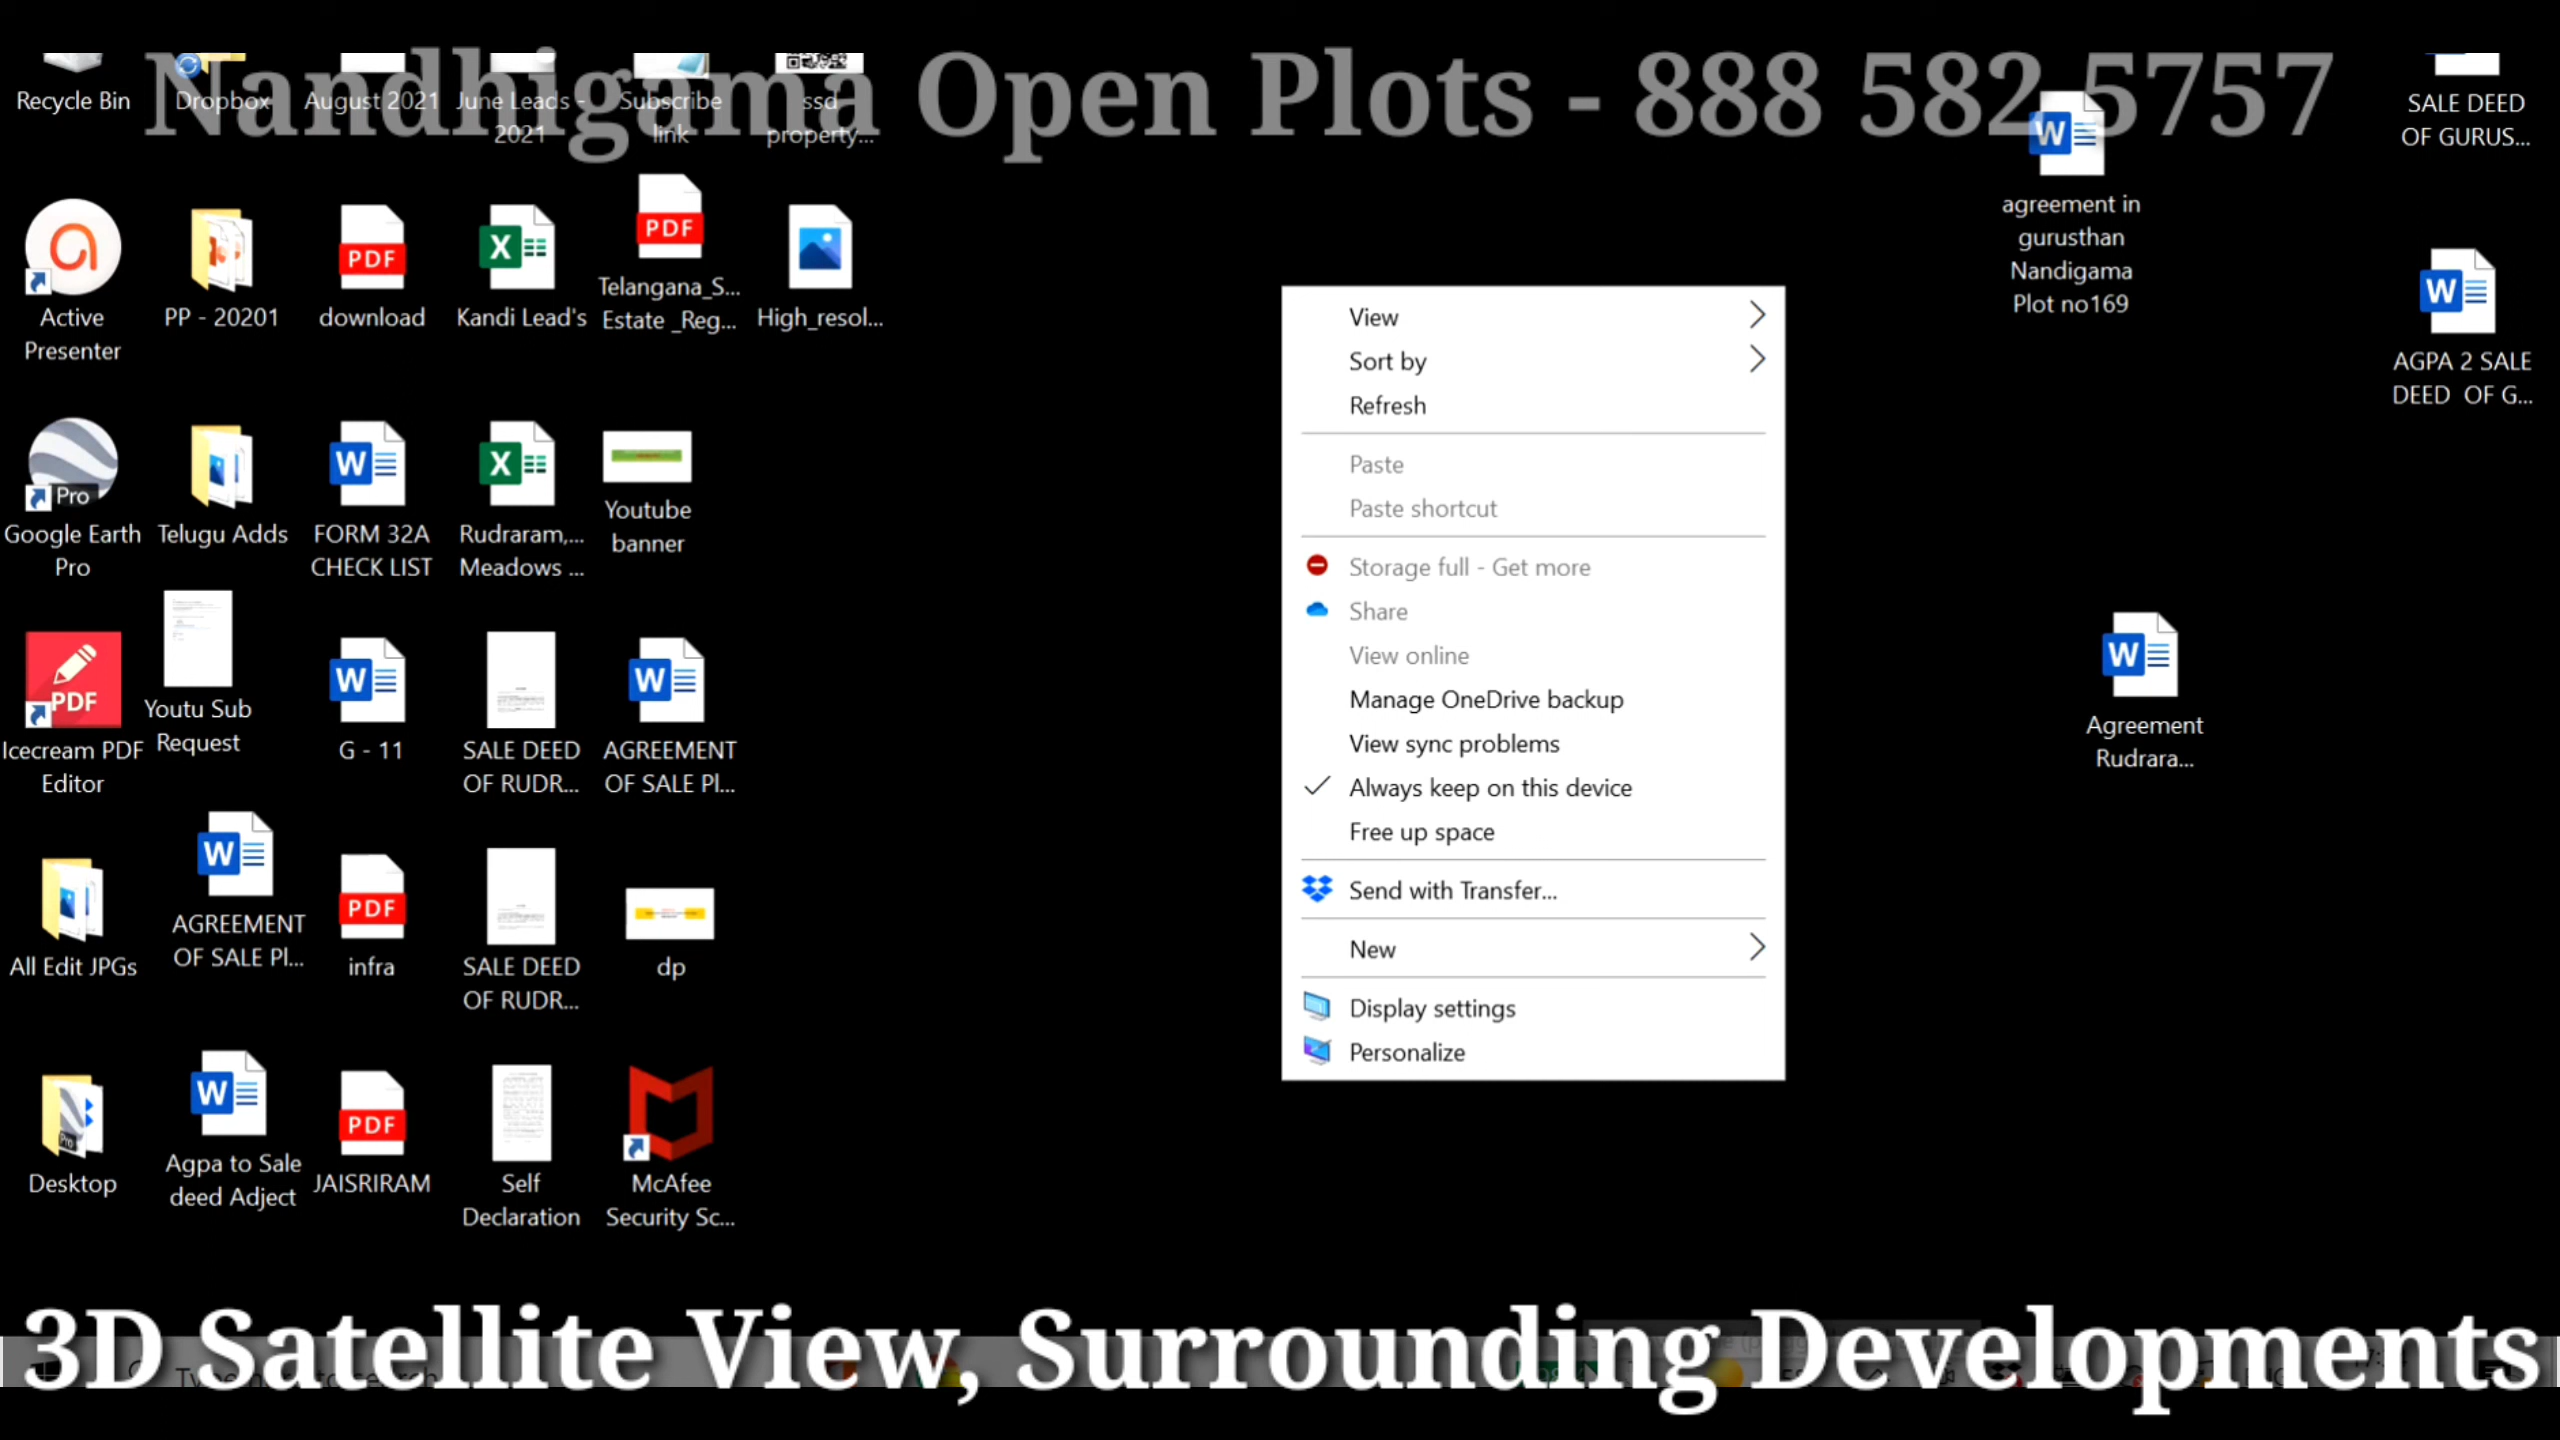 Nandhigama Open Plots - 888 582 5757
Recycle Bin
Dropbox
August 2021
June Leads -
2021
Subscribe
link
ssd
property...
SALE DEED
OF GURUS...
Active
Presenter
PP - 20201
PDF
download
X
Kandi Lead's
PDF
Telangana_S...
Estate _Reg...
High_resol...
W
agreement in
gurusthan
Nandigama
Plot no169
W
AGPA 2 SALE
DEED OF G...
Pro
Google Earth
Pro
Telugu Adds
W
FORM 32A
CHECK LIST
X
Rudraram,...
Meadows ...
Youtube
banner
PDF
Icecream PDF
Editor
Youtu Sub
Request
W
G - 11
SALE DEED
OF RUDR...
W
AGREEMENT
OF SALE Pl...
W
Agreement
Rudrara...
All Edit JPGs
W
AGREEMENT
OF SALE Pl...
PDF
infra
SALE DEED
OF RUDR...
dp
Pro
Desktop
W
Agpa to Sale
deed Adject
PDF
JAISRIRAM
Self
Declaration
McAfee
Security Sc...
View
Sort by
Refresh
Paste
Paste shortcut
Storage full - Get more
Share
View online
Manage OneDrive backup
View sync problems
Always keep on this device
Free up space
Send with Transfer...
New
Display settings
Personalize
3D Satellite View, Surrounding Developments